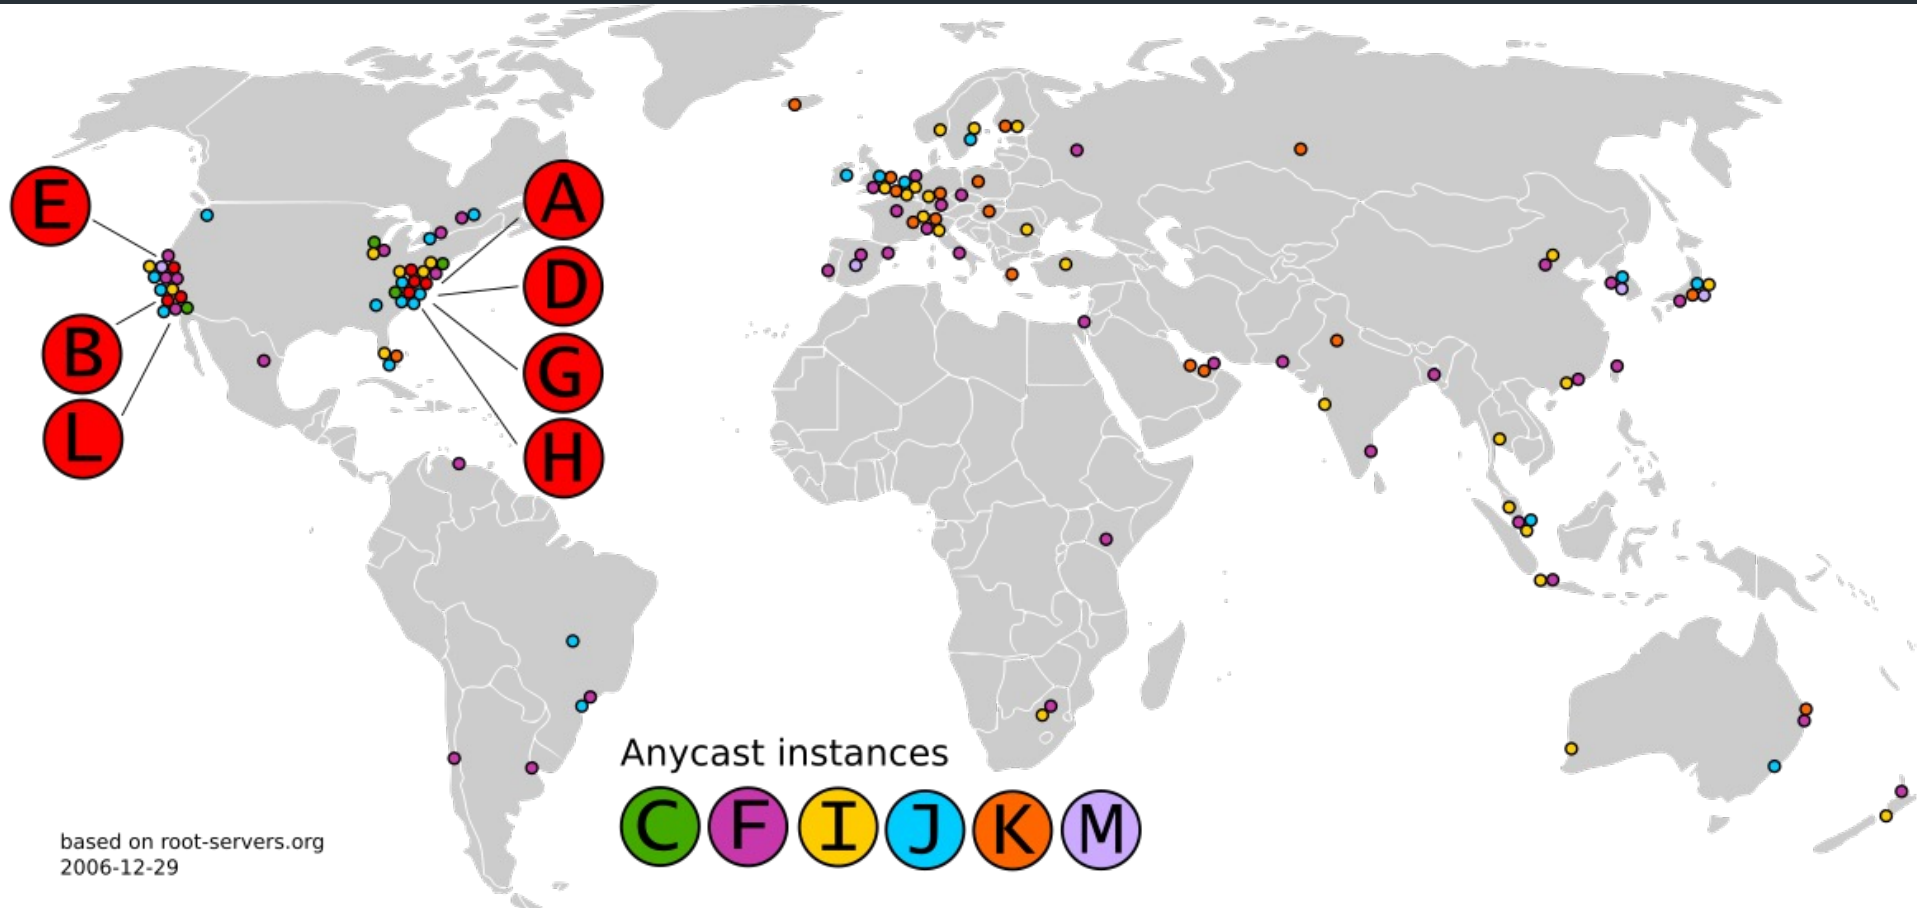 E
A
D
B
G
L
H
Anycast instances
C F I J K M
based on root-servers.org
2006-12-29